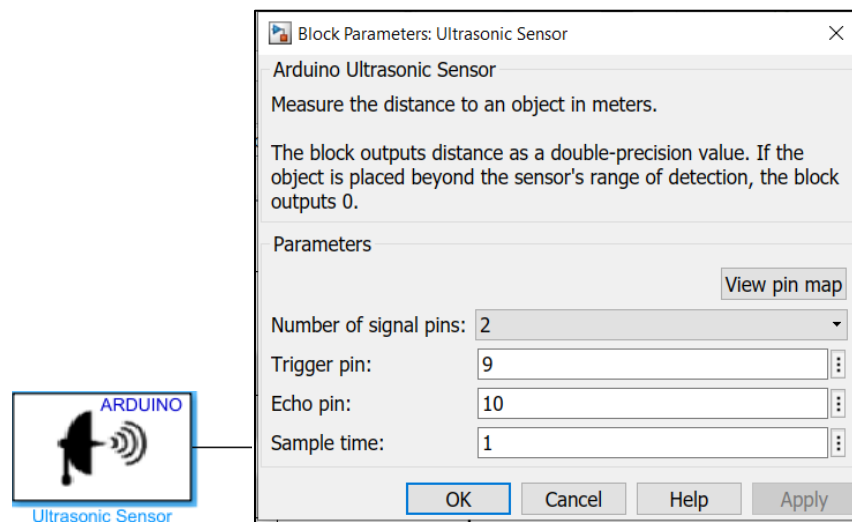 Block Parameters: Ultrasonic Sensor
Arduino Ultrasonic Sensor
Measure the distance to an object in meters.
The block outputs distance as a double-precision value. If the
object is placed beyond the sensor's range of detection, the block
outputs 0.
Parameters
View pin map
Number of signal pins: 2
Trigger pin: 9
Echo pin: 10
Sample time: 1
OK Cancel Help Apply
ARDUINO
Ultrasonic Sensor